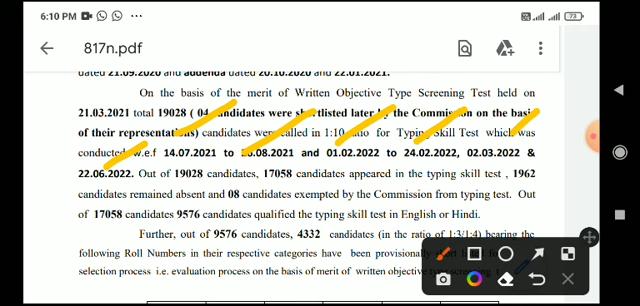 6:10 PM
73
817n.pdf
dated 21.09.2020 and addenda dated 20.10.2020 and 22.01.2021.
On the basis of the merit of Written Objective Type Screening Test held on
21.03.2021 total 19028 ( 04 candidates were shortlisted later by the Commission on the basis
of their representations) candidates were called in 1:10 ratio for Typing Skill Test which was
conducted w.e.f 14.07.2021 to .08.2021 and 01.02.2022 to 24.02.2022, 02.03.2022 &
22.06.2022. Out of 19028 candidates, 17058 candidates appeared in the typing skill test , 1962
candidates remained absent and 08 candidates exempted by the Commission from typing. Out
of 17058 candidates 9576 candidates qualified the typing skill test in English or Hindi.
Further, out of 9576 candidates, 4332 candidates (in the ratio of 1:3/1:4) bearing the
following Roll Numbers in their respective categories have been provisionally
selection process i.e. evaluation process on the basis of merit of written objective type